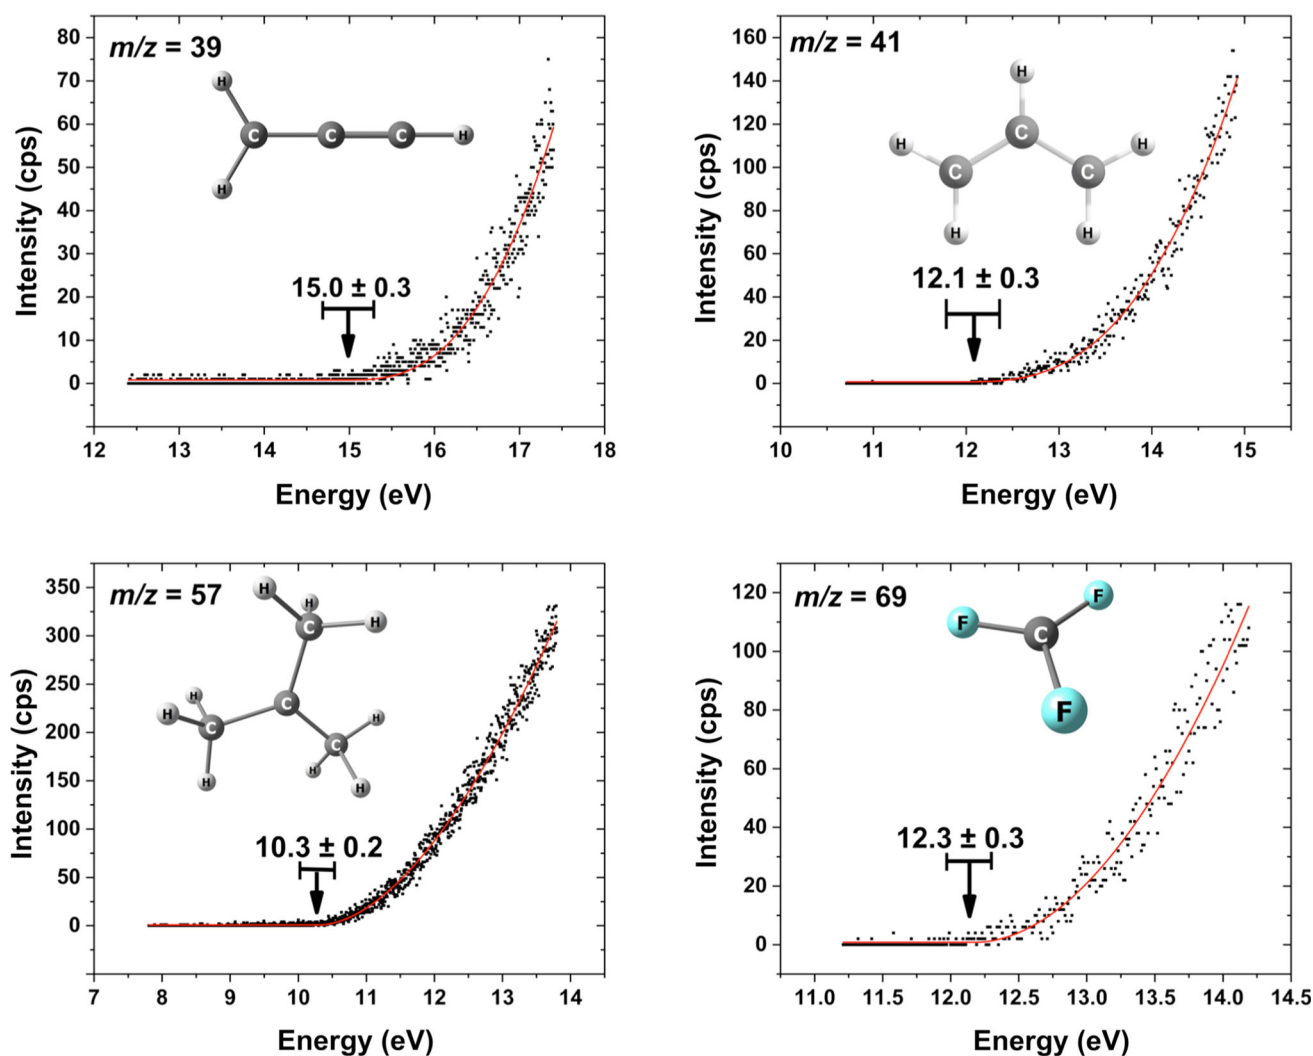 m/z = 39
80
70
60
50
40
30
20
10
0
Intensity (cps)
H
H
C
C
C
H
15.0 ± 0.3
12
13
14
15
16
17
18
Energy (eV)
m/z = 41
160
140
120
100
80
60
40
20
0
Intensity (cps)
H
H
C
H
C
C
H
H
12.1 ± 0.3
10
11
12
13
14
15
Energy (eV)
m/z = 57
350
300
250
200
150
100
50
0
Intensity (cps)
H
H
H
C
H
C
H
C
H
C
H
H
H
10.3 ± 0.2
7
8
9
10
11
12
13
14
Energy (eV)
m/z = 69
120
100
80
60
40
20
0
Intensity (cps)
F
F
C
F
12.3 ± 0.3
11.0
11.5
12.0
12.5
13.0
13.5
14.0
14.5
Energy (eV)